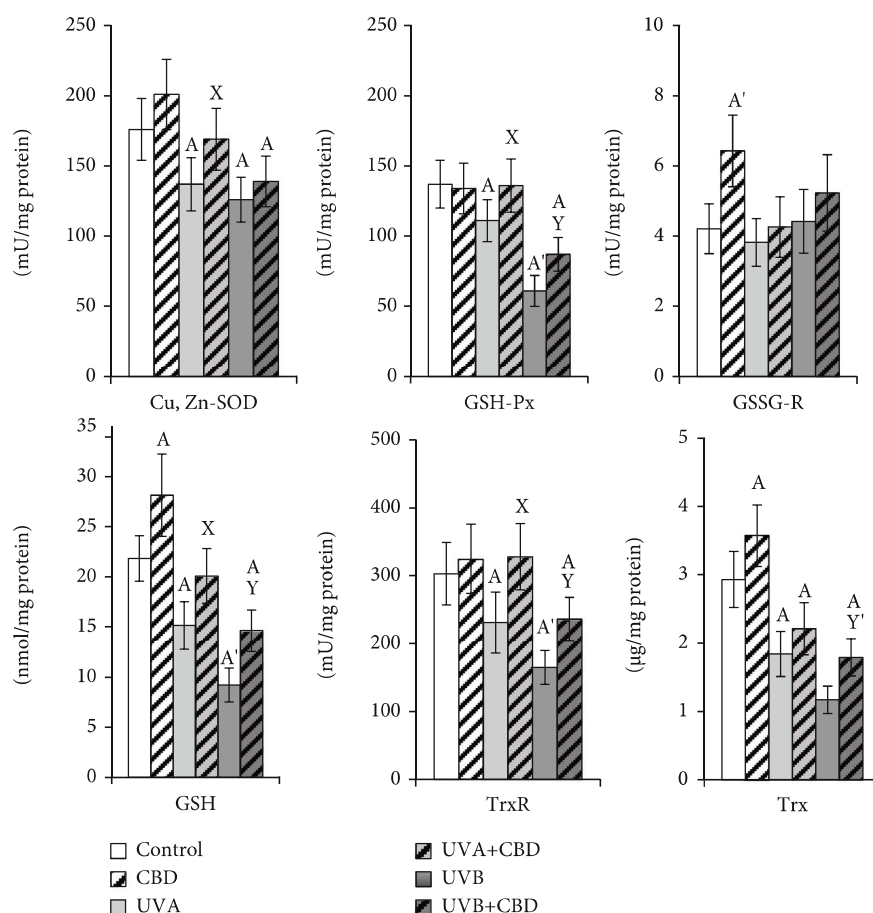 250
200
150
100
50
0
(mU/mg protein)
A
X
A
A
Cu, Zn-SOD
250
200
150
100
50
0
(mU/mg protein)
A
X
A'
A
Y
GSH-Px
10
8
6
4
2
0
(mU/mg protein)
A'
GSSG-R
35
30
25
20
15
10
5
0
(nmol/mg protein)
A
A
X
A'
A
Y
GSH
500
400
300
200
100
0
(mU/mg protein)
A
X
A'
A
Y
TrxR
5
4
3
2
1
0
(µg/mg protein)
A
A
A
A
Y'
Trx
Control
CBD
UVA
UVA+CBD
UVB
UVB+CBD